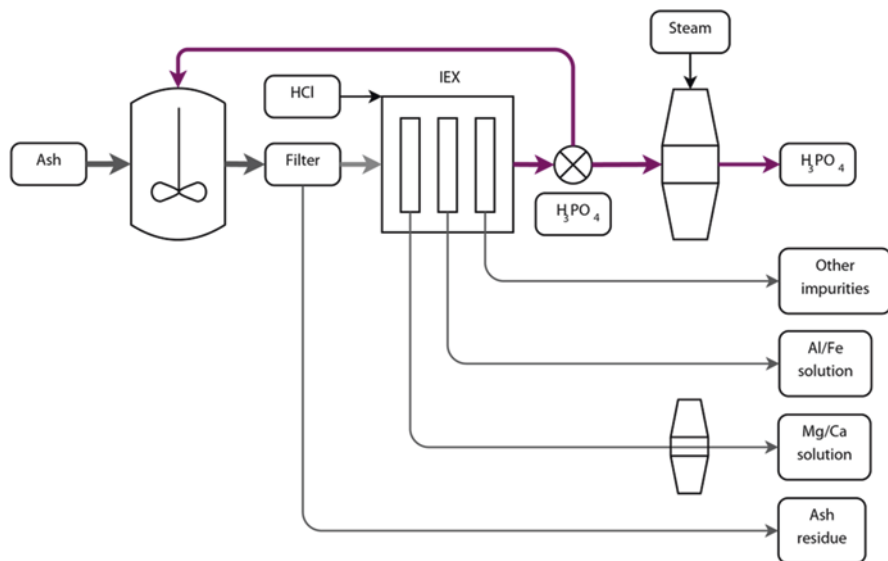 Steam
IEX
HCl
Ash
Filter
H₃PO₄
H₃PO₄
Other
impurities
Al/Fe
solution
Mg/Ca
solution
Ash
residue